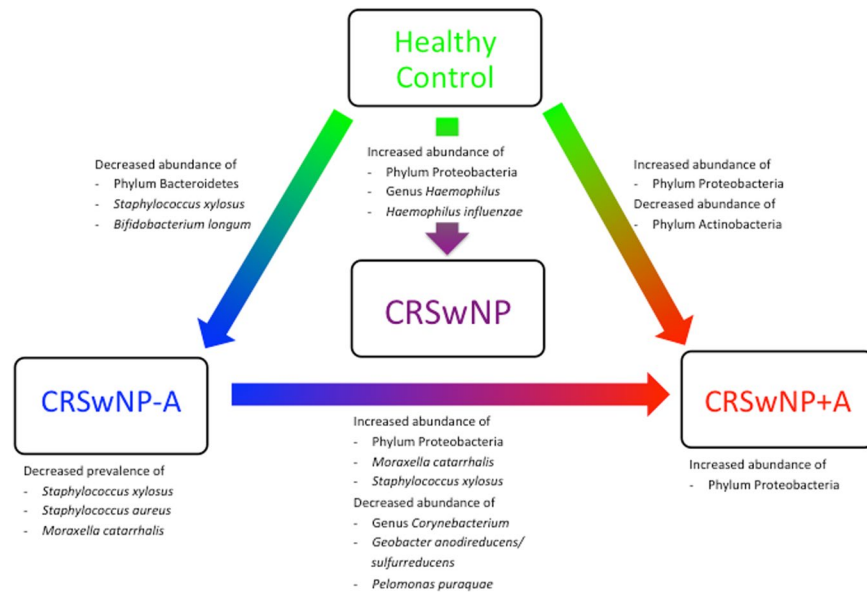 Healthy
Control
Decreased abundance of
- Phylum Bacteroidetes
- Staphylococcus xylosus
- Bifidobacterium longum
Increased abundance of
- Phylum Proteobacteria
- Genus Haemophilus
- Haemophilus influenzae
Increased abundance of
- Phylum Proteobacteria
Decreased abundance of
- Phylum Actinobacteria
CRSwNP
CRSwNP-A
CRSwNP+A
Decreased prevalence of
- Staphylococcus xylosus
- Staphylococcus aureus
- Moraxella catarrhalis
Increased abundance of
- Phylum Proteobacteria
- Moraxella catarrhalis
- Staphylococcus xylosus
Decreased abundance of
- Genus Corynebacterium
- Geobacter anodireducens/
sulfurreducens
- Pelomonas puraquae
Increased abundance of
- Phylum Proteobacteria